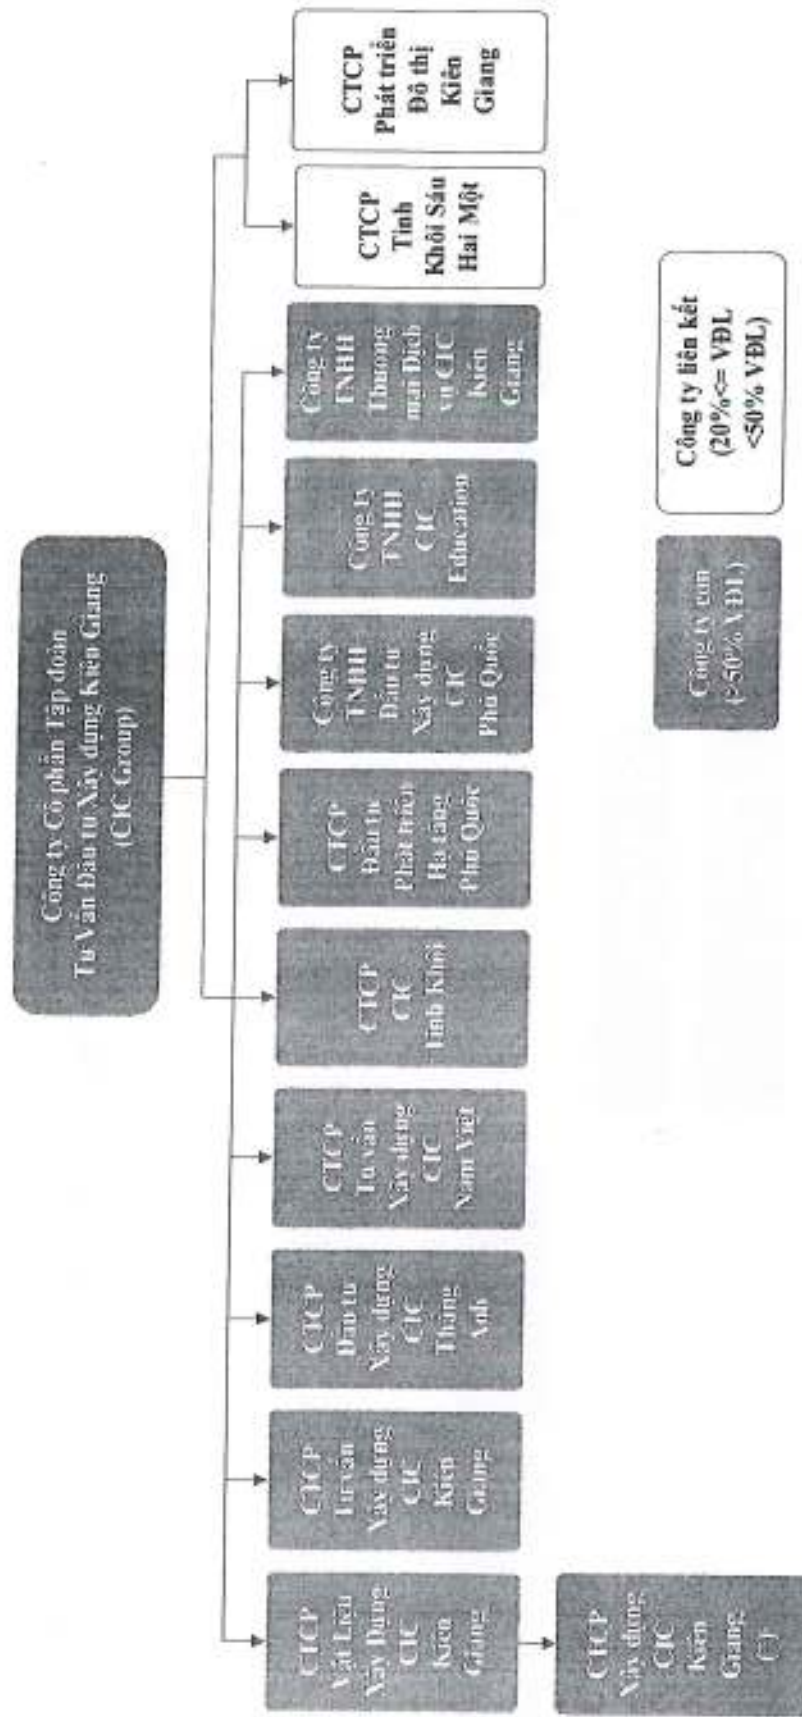 Công ty Cổ phần Tập đoàn
Tư Vấn Đầu tư Xây dựng Kiên Giang
(CIC Group)
CTCP
Vật Liệu
Xây Dựng
CIC
Kiên
Giang
CTCP
Tư vấn
Xây dựng
CIC
Kiên
Giang
CTCP
Đầu tư
Xây dựng
CIC
Thăng
Anh
CTCP
Tư vấn
Xây dựng
CIC
Nam Việt
CTCP
CIC
Tinh Khôi
CTCP
Đầu tư
Phát triển
Hạ tầng
Phú Quốc
Công ty
TNHH
Đầu tư
Xây dựng
CIC
Phú Quốc
Công ty
TNHH
CIC
Education
Công ty
TNHH
Thương
mại Dịch
vụ CIC
Kiên
Giang
CTCP
Tinh
Khôi Sáu
Hai Một
CTCP
Phát triển
Đô thị
Kiên
Giang
CTCP
Xây dựng
CIC
Kiên
Giang
Công ty con
(>50% VĐL)
Công ty liên kết
(20%<= VĐL
<50% VĐL)